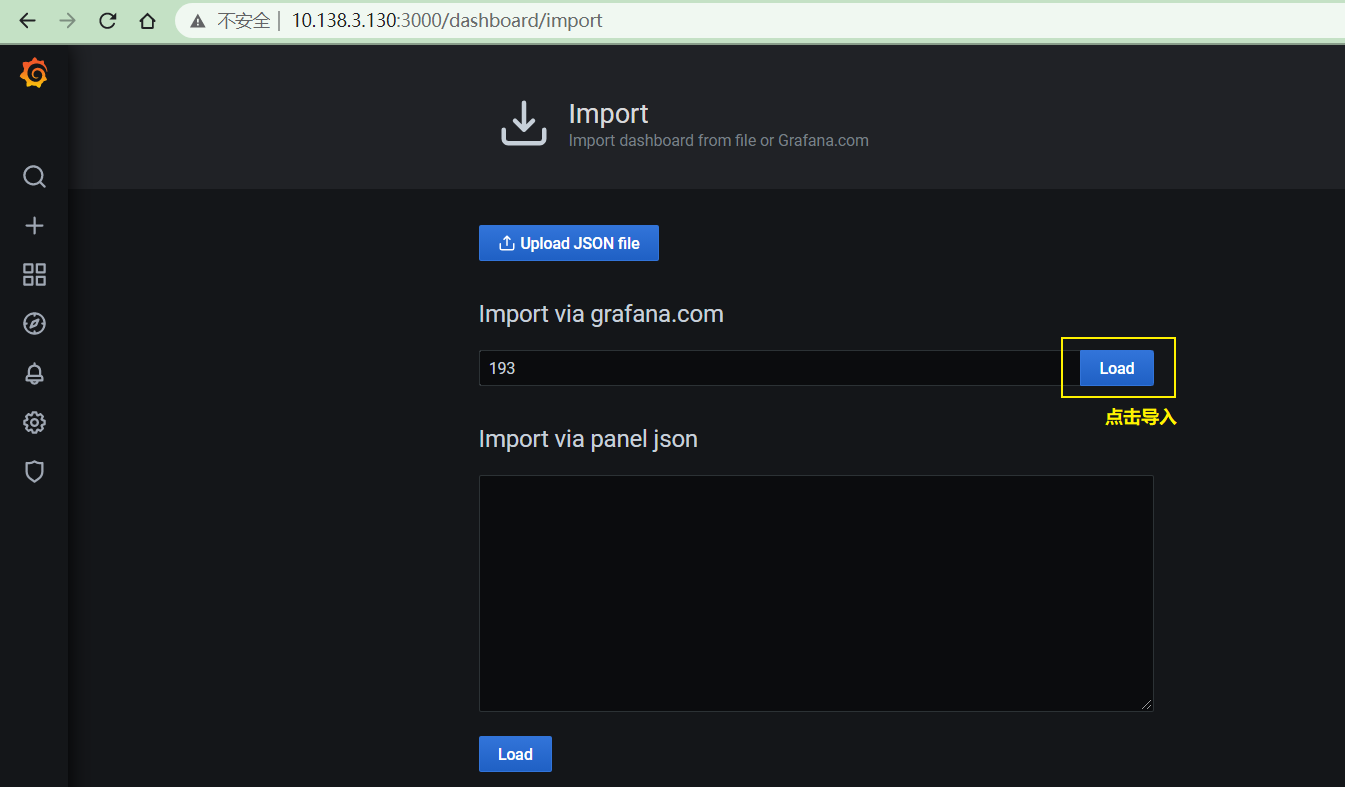 不安全 | 10.138.3.130:3000/dashboard/import
Import
Import dashboard from file or Grafana.com
Upload JSON file
Import via grafana.com
193
Load
点击导入
Import via panel json
Load